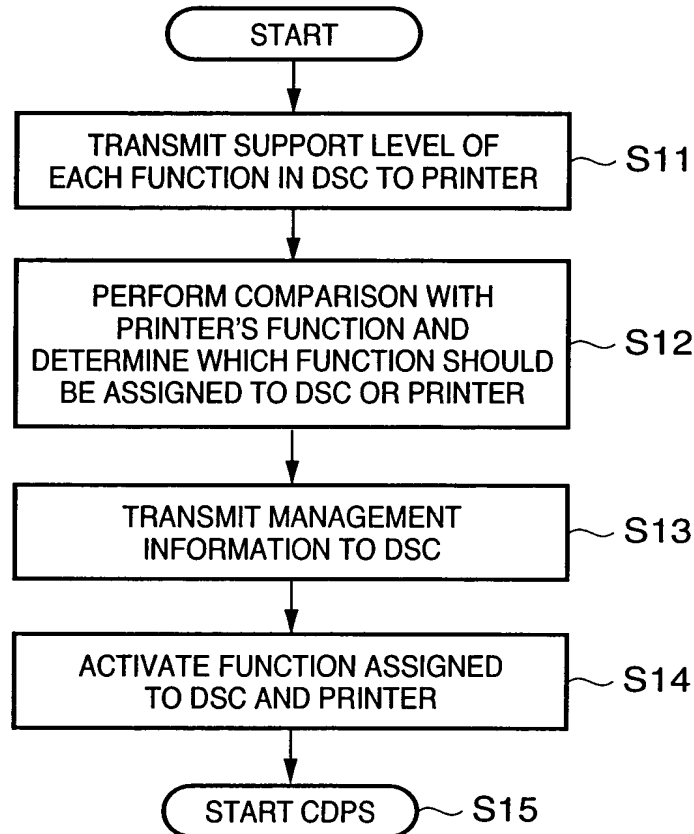 START
TRANSMIT SUPPORT LEVEL OF
EACH FUNCTION IN DSC TO PRINTER
S11
PERFORM COMPARISON WITH
PRINTER'S FUNCTION AND
DETERMINE WHICH FUNCTION SHOULD
BE ASSIGNED TO DSC OR PRINTER
S12
TRANSMIT MANAGEMENT
INFORMATION TO DSC
S13
ACTIVATE FUNCTION ASSIGNED
TO DSC AND PRINTER
S14
START CDPS
S15